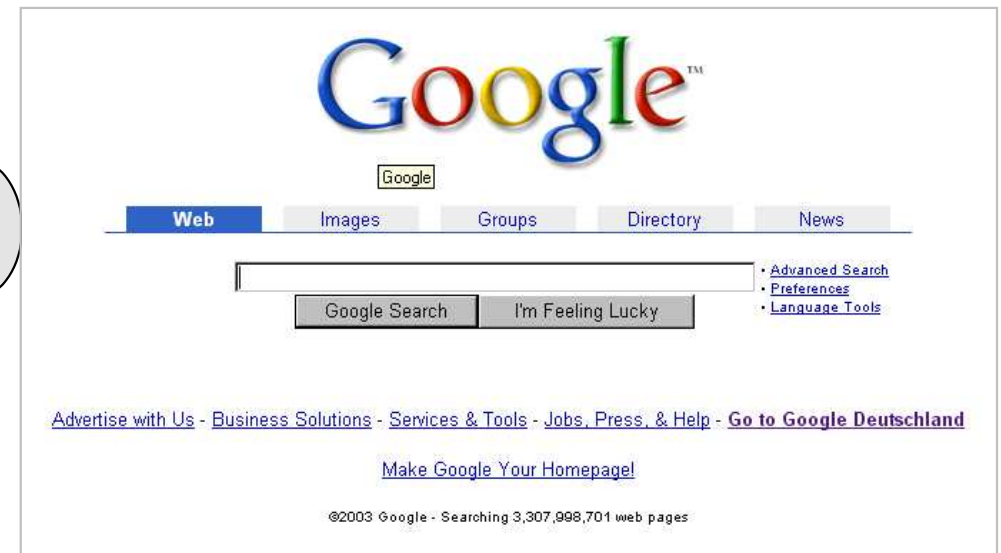 Google™
Google
Web Images Groups Directory News
• Advanced Search
• Preferences
• Language Tools
Google Search I'm Feeling Lucky
Advertise with Us - Business Solutions - Services & Tools - Jobs, Press, & Help - Go to Google Deutschland
Make Google Your Homepage!
©2003 Google - Searching 3,307,998,701 web pages